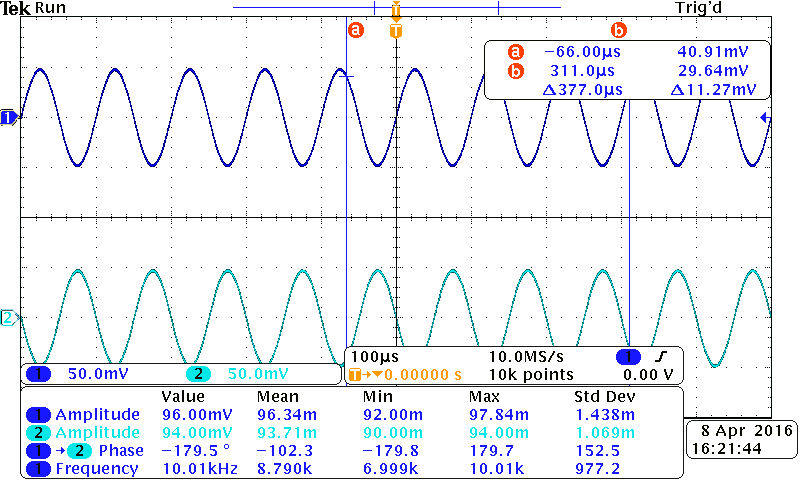 Tek Run Trig'd
T
a b
T
a −66.00µs 40.91mV
b 311.0µs 29.64mV
Δ377.0µs Δ11.27mV
1
2
1 50.0mV 2 50.0mV
100µs 10.0MS/s 1
T→▼0.00000 s 10k points 0.00 V
Value Mean Min Max Std Dev
1 Amplitude 96.00mV 96.34m 92.00m 97.84m 1.438m
2 Amplitude 94.00mV 93.71m 90.00m 94.00m 1.069m
1 → 2 Phase −179.5 ° −102.3 −179.8 179.7 152.5
1 Frequency 10.01kHz 8.790k 6.999k 10.01k 977.2
8 Apr 2016
16:21:44